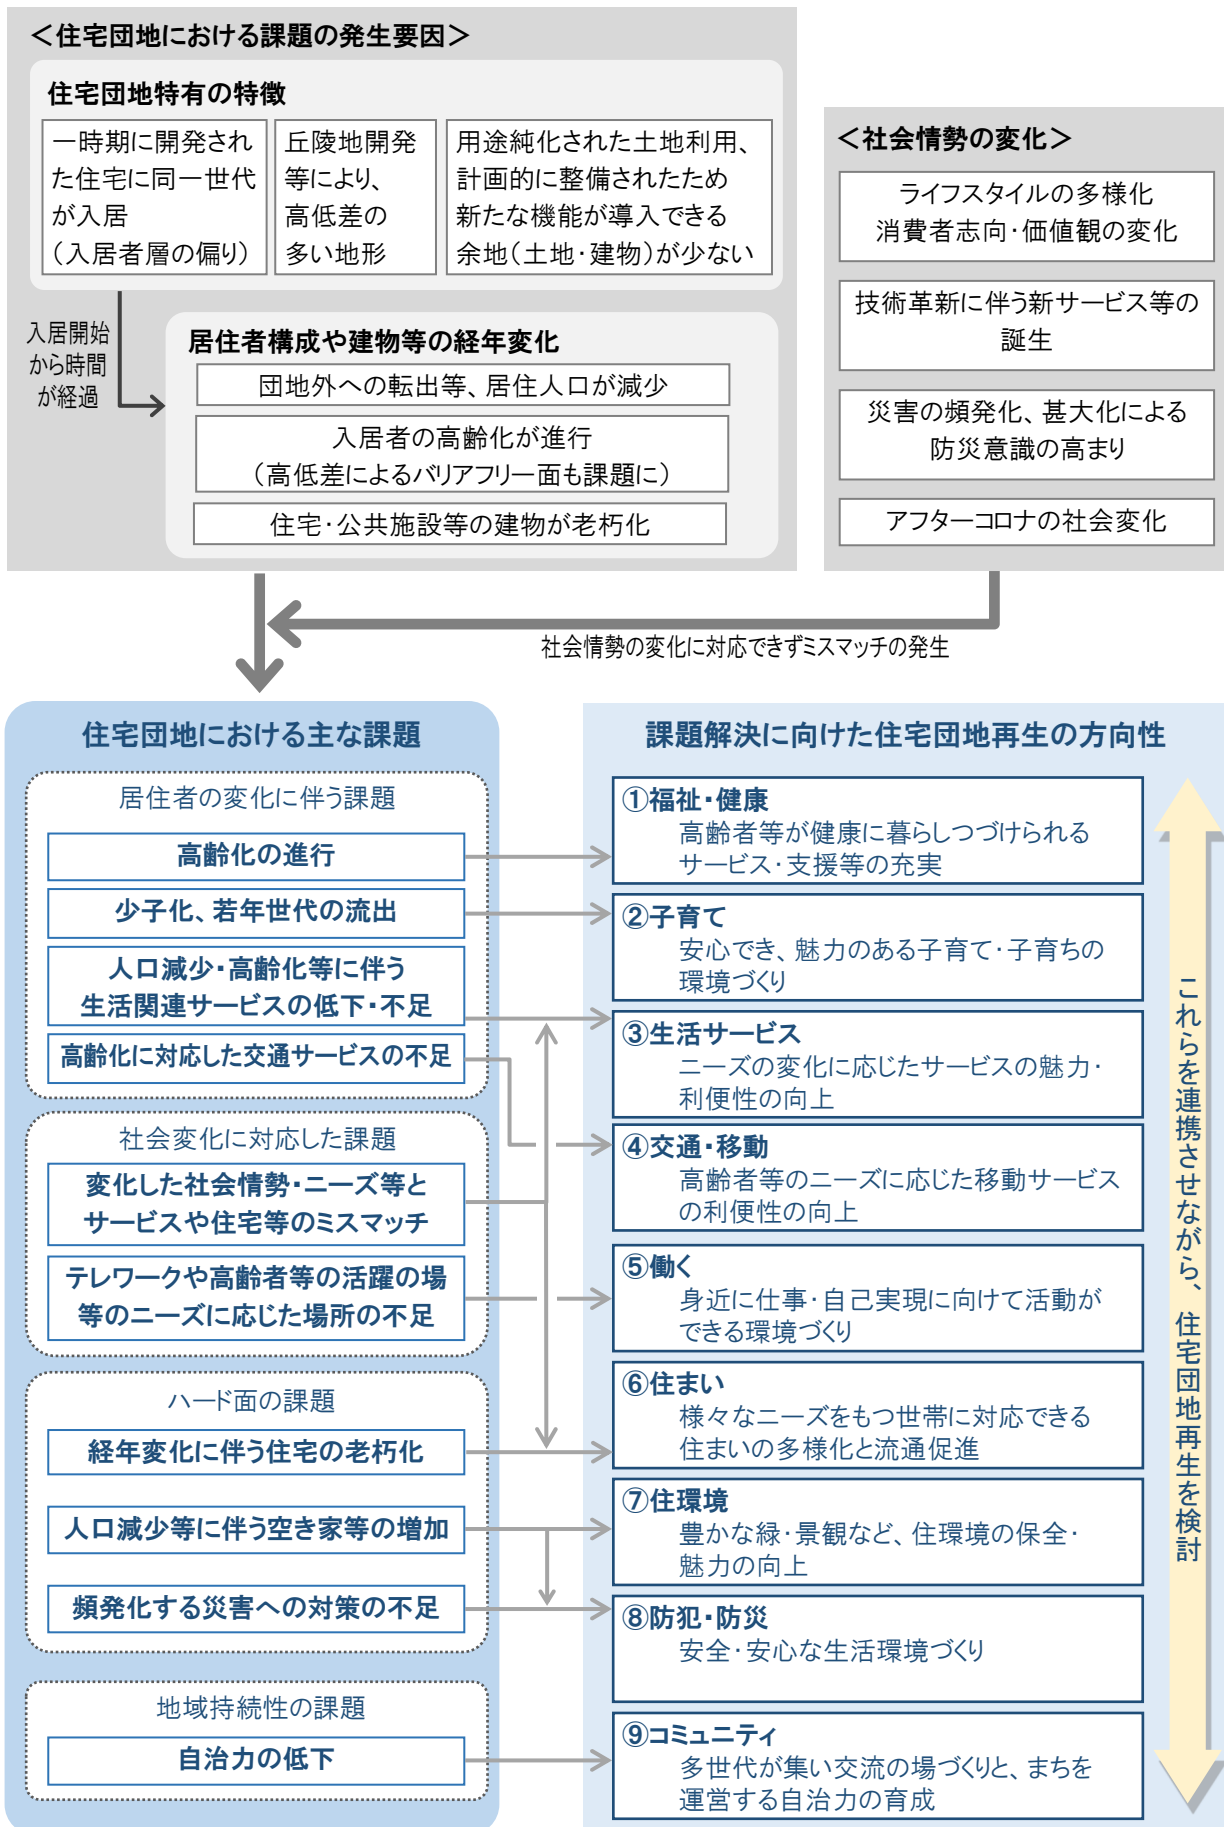 ＜住宅団地における課題の発生要因＞
住宅団地特有の特徴
一時期に開発され
た住宅に同一世代
が入居
（入居者層の偏り）
丘陵地開発
等により、
高低差の
多い地形
用途純化された土地利用、
計画的に整備されたため
新たな機能が導入できる
余地（土地・建物）が少ない
入居開始
から時間
が経過
居住者構成や建物等の経年変化
団地外への転出等、居住人口が減少
入居者の高齢化が進行
（高低差によるバリアフリー面も課題に）
住宅・公共施設等の建物が老朽化
＜社会情勢の変化＞
ライフスタイルの多様化
消費者志向・価値観の変化
技術革新に伴う新サービス等の
誕生
災害の頻発化、甚大化による
防災意識の高まり
アフターコロナの社会変化
社会情勢の変化に対応できずミスマッチの発生
住宅団地における主な課題
居住者の変化に伴う課題
高齢化の進行
少子化、若年世代の流出
人口減少・高齢化等に伴う
生活関連サービスの低下・不足
高齢化に対応した交通サービスの不足
社会変化に対応した課題
変化した社会情勢・ニーズ等と
サービスや住宅等のミスマッチ
テレワークや高齢者等の活躍の場
等のニーズに応じた場所の不足
ハード面の課題
経年変化に伴う住宅の老朽化
人口減少等に伴う空き家等の増加
頻発化する災害への対策の不足
地域持続性の課題
自治力の低下
課題解決に向けた住宅団地再生の方向性
①福祉・健康
高齢者等が健康に暮らしつづけられる
サービス・支援等の充実
②子育て
安心でき、魅力のある子育て・子育ちの
環境づくり
③生活サービス
ニーズの変化に応じたサービスの魅力・
利便性の向上
④交通・移動
高齢者等のニーズに応じた移動サービス
の利便性の向上
⑤働く
身近に仕事・自己実現に向けて活動が
できる環境づくり
⑥住まい
様々なニーズをもつ世帯に対応できる
住まいの多様化と流通促進
⑦住環境
豊かな緑・景観など、住環境の保全・
魅力の向上
⑧防犯・防災
安全・安心な生活環境づくり
⑨コミュニティ
多世代が集い交流の場づくりと、まちを
運営する自治力の育成
これらを連携させながら、住宅団地再生を検討